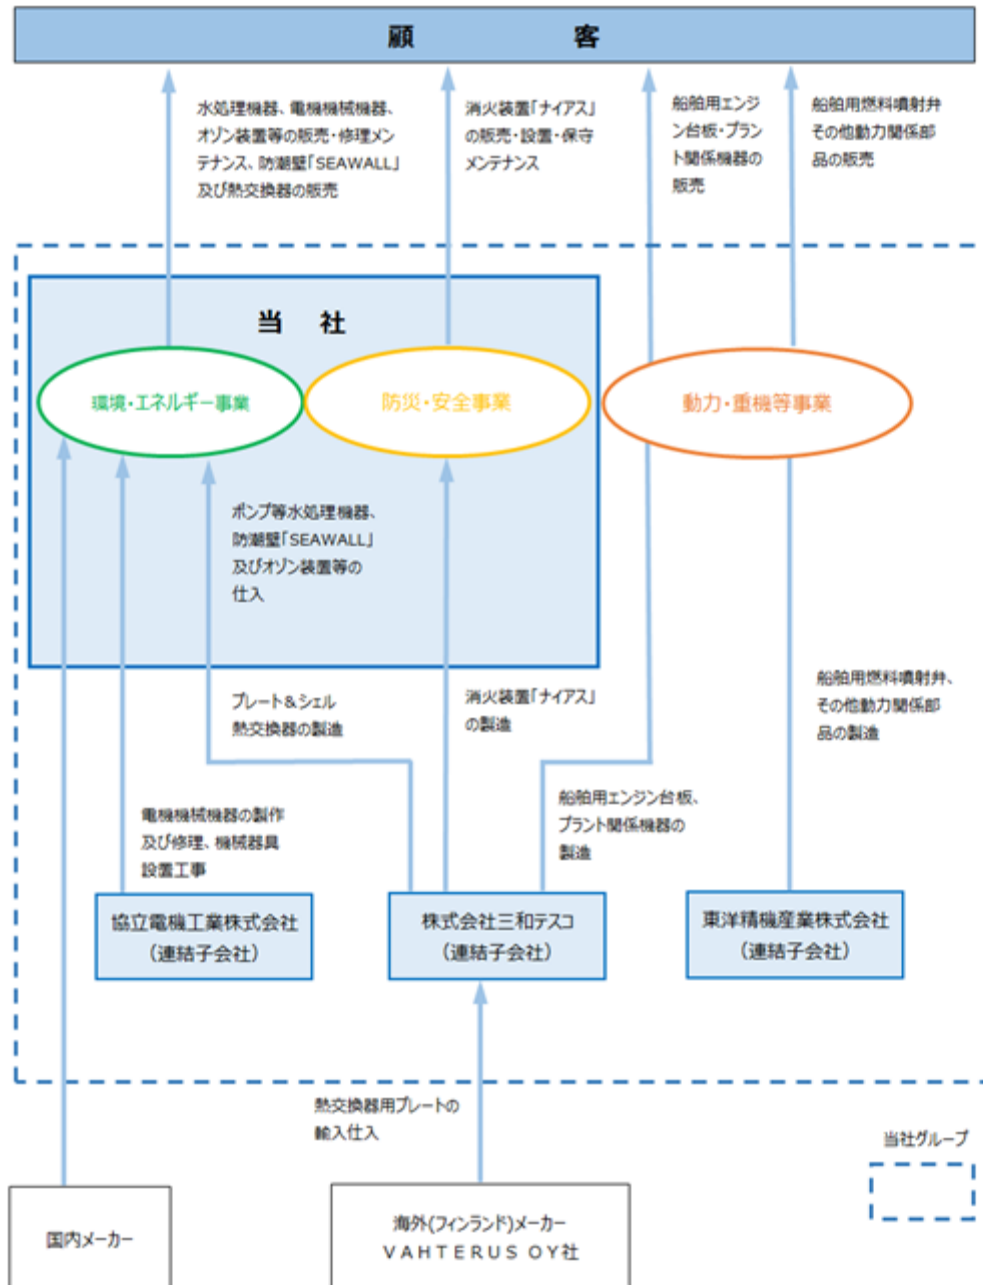 顧　客
水処理機器、電機機械機器、
オゾン装置等の販売・修理メン
テナンス、防潮壁「SEAWALL」
及び熱交換器の販売
消火装置「ナイアス」
の販売・設置・保守
メンテナンス
船舶用エンジ
ン台板・プラン
ト関係機器の
販売
船舶用燃料噴射弁
その他動力関係部
品の販売
当　社
環境・エネルギー事業
防災・安全事業
動力・重機等事業
ポンプ等水処理機器、
防潮壁「SEAWALL」
及びオゾン装置等の
仕入
プレート＆シェル
熱交換器の製造
消火装置「ナイアス」
の製造
船舶用燃料噴射弁、
その他動力関係部
品の製造
電機機械機器の製作
及び修理、機械器具
設置工事
船舶用エンジン台板、
プラント関係機器の
製造
協立電機工業株式会社
（連結子会社）
株式会社三和テスコ
（連結子会社）
東洋精機産業株式会社
（連結子会社）
熱交換器用プレートの
輸入仕入
当社グループ
国内メーカー
海外(フィンランド)メーカー
ＶＡＨＴＥＲＵＳ ＯＹ社